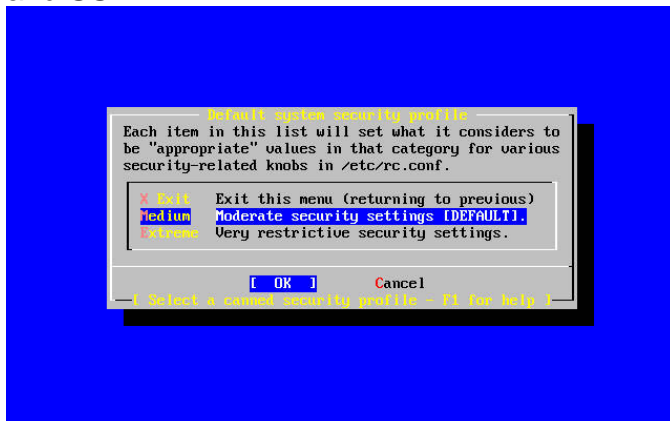 Default system security profile
Each item in this list will set what it considers to
be "appropriate" values in that category for various
security-related knobs in /etc/rc.conf.
X Exit Exit this menu (returning to previous)
Medium Moderate security settings [DEFAULT].
Extreme Very restrictive security settings.
[ OK ] Cancel
[ Select a canned security profile - F1 for help ]